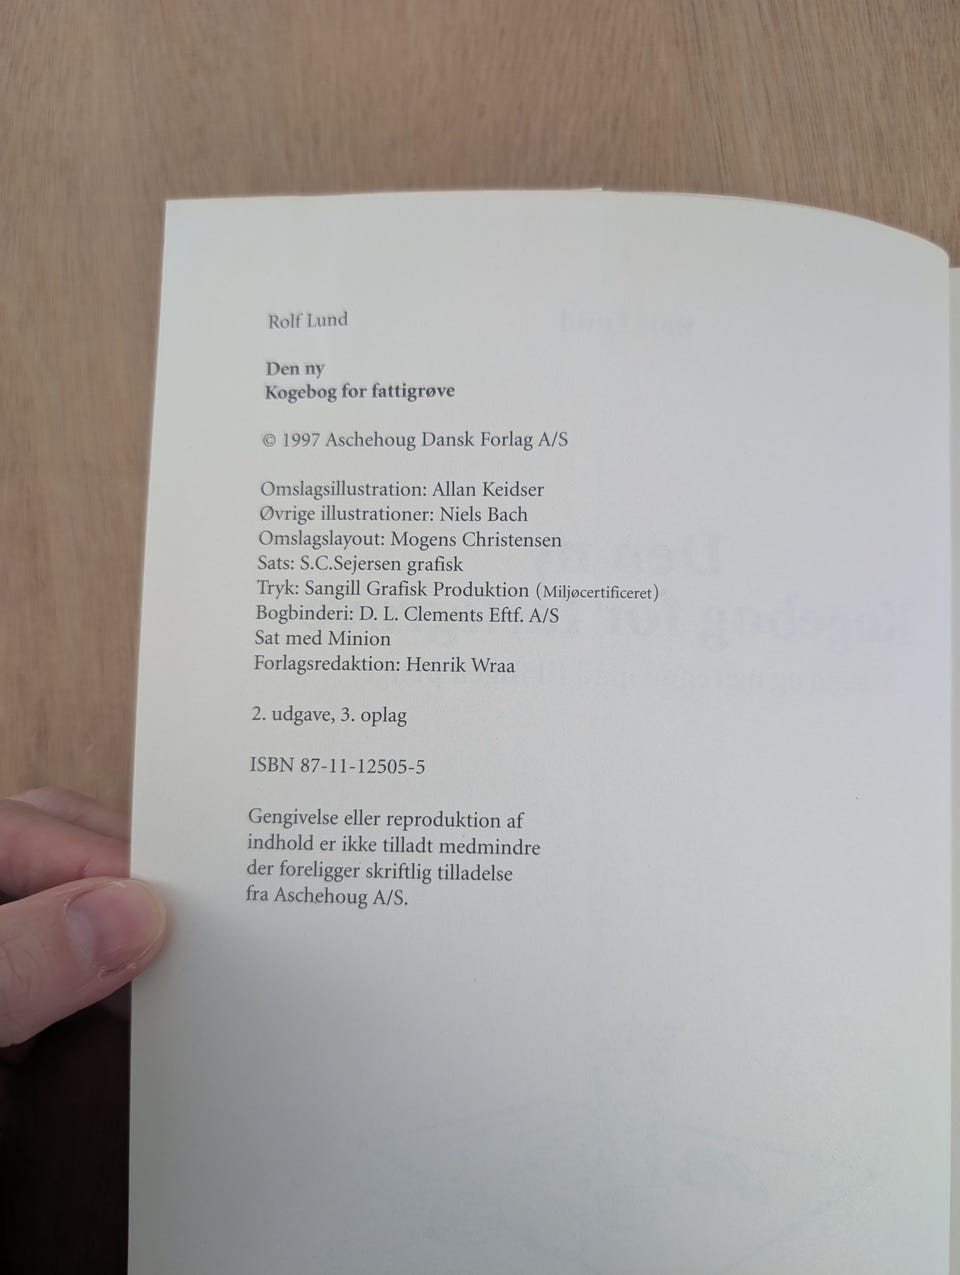 Rolf Lund
Den ny
Kogebog for fattigrøve
© 1997 Aschehoug Dansk Forlag A/S
Omslagsillustration: Allan Keidser
Øvrige illustrationer: Niels Bach
Omslagslayout: Mogens Christensen
Sats: S.C.Sejersen grafisk
Tryk: Sangill Grafisk Produktion (Miljøcertificeret)
Bogbinderi: D. L. Clements Eftf. A/S
Sat med Minion
Forlagsredaktion: Henrik Wraa
2. udgave, 3. oplag
ISBN 87-11-12505-5
Gengivelse eller reproduktion af
indhold er ikke tilladt medmindre
der foreligger skriftlig tilladelse
fra Aschehoug A/S.